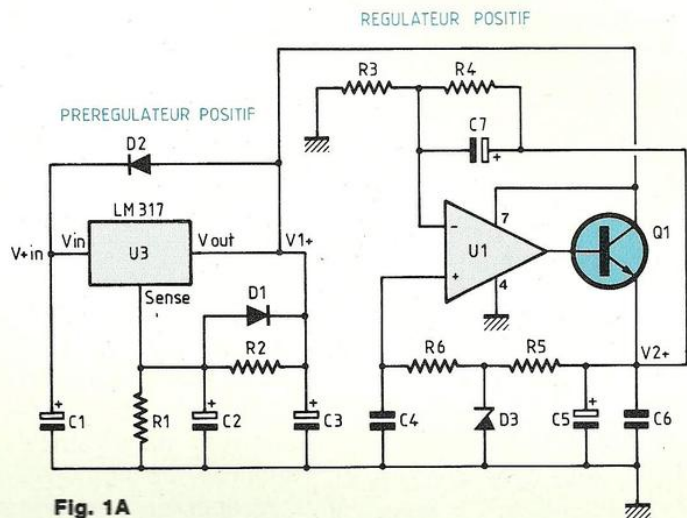 REGULATEUR POSITIF
R3
R4
PREREGULATEUR POSITIF
C7
D2
+
LM 317
7
Q1
V+in
Vin
U3
Vout
V1+
-
U1
+
Sense
4
D1
V2+
R2
R6
R5
+
C1
R1
+
C2
+
C3
C4
D3
+
C5
C6
Fig. 1A